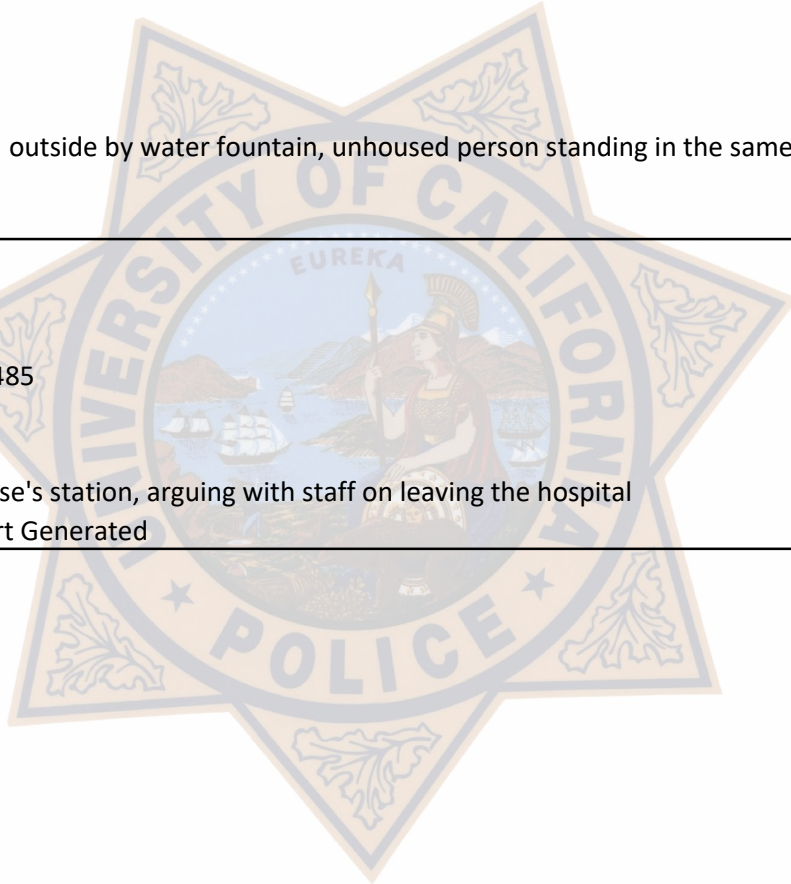 outside by water fountain, unhoused person standing in the same
UNIVERSITY OF CALIFORNIA
EUREKA
485
se's station, arguing with staff on leaving the hospital
rt Generated
POLICE